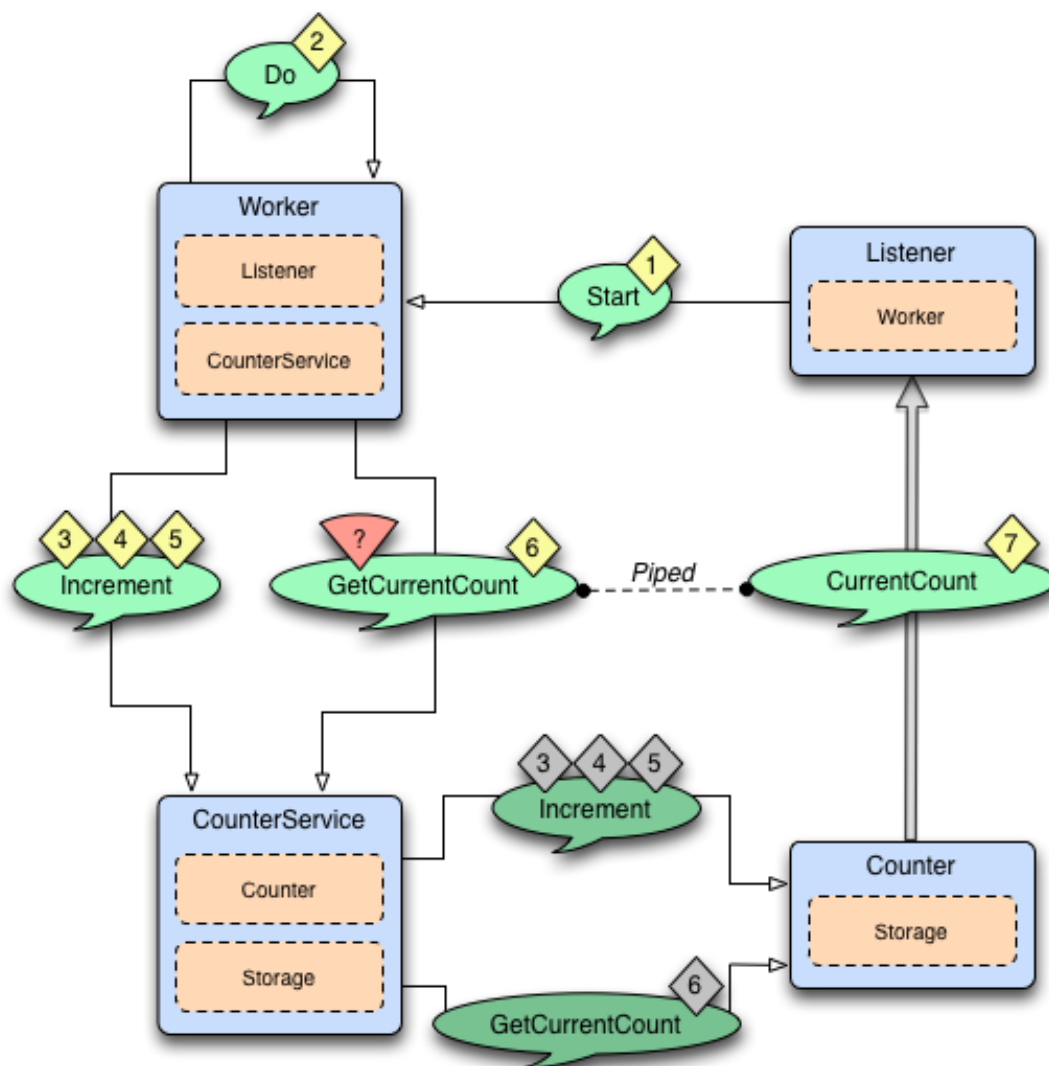 2
Do
Worker
Listener
CounterService
1
Start
Listener
Worker
3
4
5
Increment
?
6
GetCurrentCount
Piped
7
CurrentCount
CounterService
Counter
Storage
3
4
5
Increment
6
GetCurrentCount
Counter
Storage